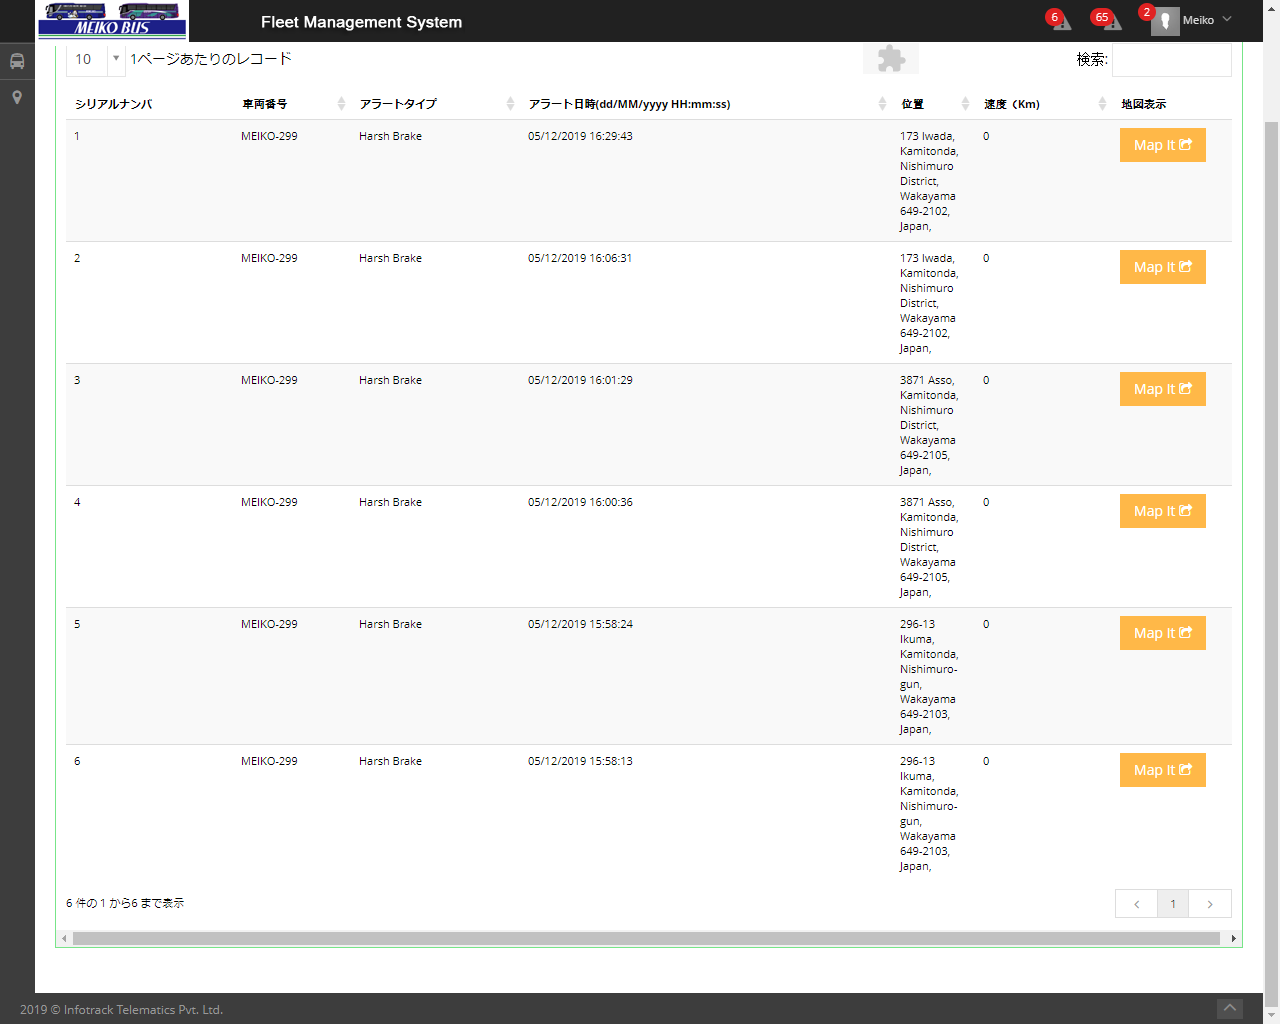 MEIKO BUS
Fleet Management System
6
65
2
Meiko
10
1ページあたりのレコード
検索:
シリアルナンバ 車両番号 アラートタイプ アラート日時(dd/MM/yyyy HH:mm:ss) 位置 速度（Km） 地図表示
1 MEIKO-299 Harsh Brake 05/12/2019 16:29:43 173 Iwada, 0 Map It
Kamitonda,
Nishimuro
District,
Wakayama
649-2102,
Japan,
2 MEIKO-299 Harsh Brake 05/12/2019 16:06:31 173 Iwada, 0 Map It
Kamitonda,
Nishimuro
District,
Wakayama
649-2102,
Japan,
3 MEIKO-299 Harsh Brake 05/12/2019 16:01:29 3871 Asso, 0 Map It
Kamitonda,
Nishimuro
District,
Wakayama
649-2105,
Japan,
4 MEIKO-299 Harsh Brake 05/12/2019 16:00:36 3871 Asso, 0 Map It
Kamitonda,
Nishimuro
District,
Wakayama
649-2105,
Japan,
5 MEIKO-299 Harsh Brake 05/12/2019 15:58:24 296-13 0 Map It
Ikuma,
Kamitonda,
Nishimuro-
gun,
Wakayama
649-2103,
Japan,
6 MEIKO-299 Harsh Brake 05/12/2019 15:58:13 296-13 0 Map It
Ikuma,
Kamitonda,
Nishimuro-
gun,
Wakayama
649-2103,
Japan,
6 件の 1 から6 まで表示
1
2019 © Infotrack Telematics Pvt. Ltd.